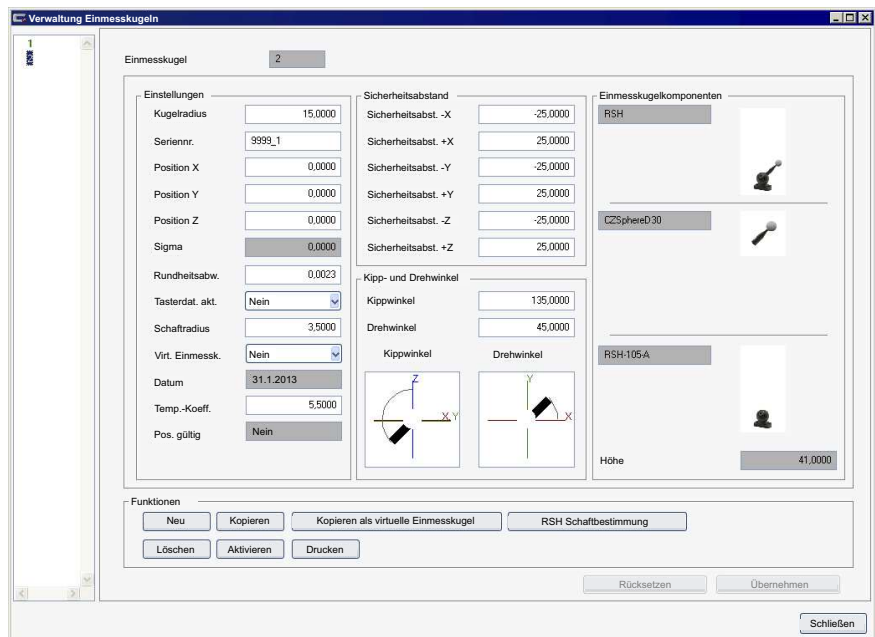 Verwaltung Einmesskugeln
1
2
Einmesskugel 2
Einstellungen
Kugelradius 15,0000
Seriennr. 9999_1
Position X 0,0000
Position Y 0,0000
Position Z 0,0000
Sigma 0,0000
Rundheitsabw. 0,0023
Tasterdat. akt. Nein
Schaftradius 3,5000
Virt. Einmessk. Nein
Datum 31.1.2013
Temp.-Koeff. 5,5000
Pos. gültig Nein
Sicherheitsabstand
Sicherheitsabst. -X -25,0000
Sicherheitsabst. +X 25,0000
Sicherheitsabst. -Y -25,0000
Sicherheitsabst. +Y 25,0000
Sicherheitsabst. -Z -25,0000
Sicherheitsabst. +Z 25,0000
Kipp- und Drehwinkel
Kippwinkel 135,0000
Drehwinkel 45,0000
Kippwinkel Drehwinkel
Z Y
X Y X
Einmesskugelkomponenten
RSH
CZSphereD30
RSH-105-A
Höhe 41,0000
Funktionen
Neu Kopieren Kopieren als virtuelle Einmesskugel RSH Schaftbestimmung
Löschen Aktivieren Drucken
Rücksetzen Übernehmen
Schließen